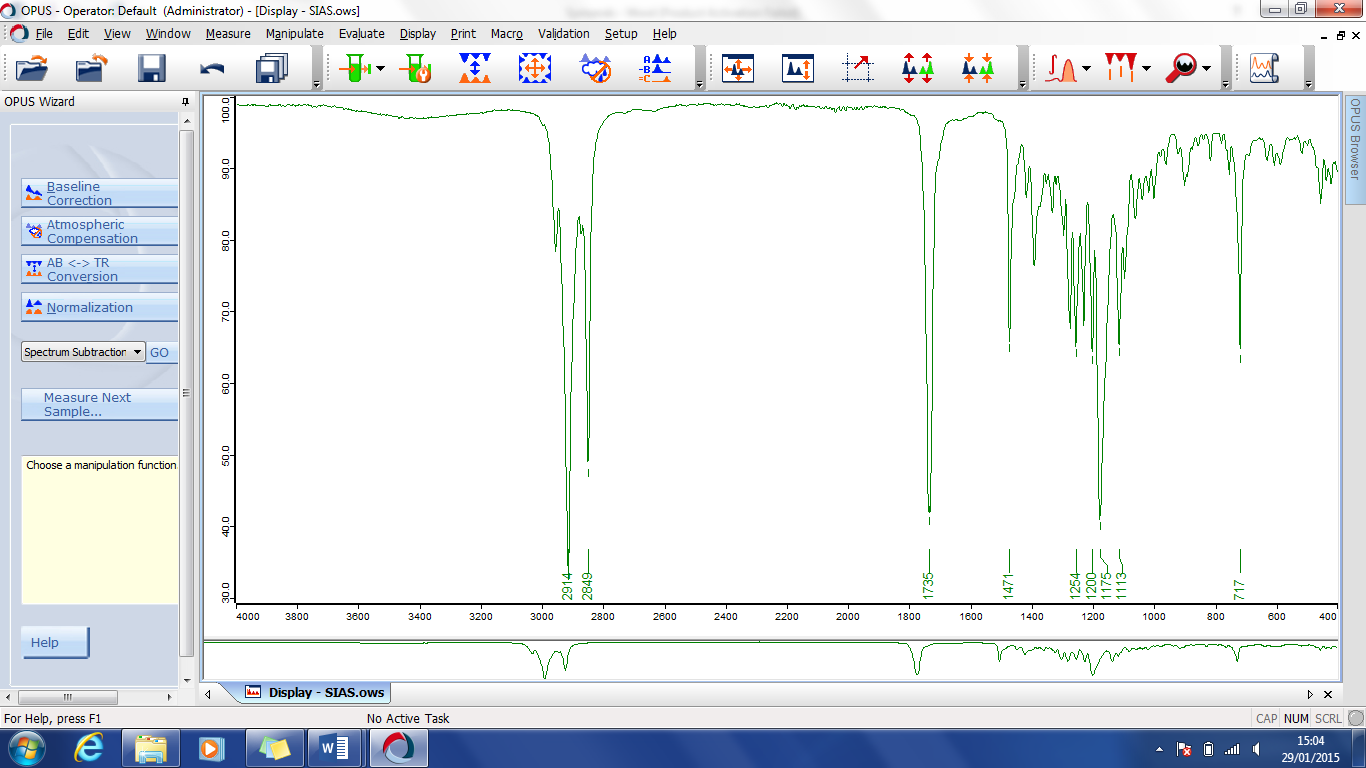 OPUS - Operator: Default (Administrator) - [Display - SIAS.ows]
File Edit View Window Measure Manipulate Evaluate Display Print Macro Validation Setup Help
OPUS Wizard
Baseline
Correction
Atmospheric
Compensation
AB <-> TR
Conversion
Normalization
Spectrum Subtraction GO
Measure Next
Sample...
Choose a manipulation function
Help
100.0
90.0
80.0
70.0
60.0
50.0
40.0
30.0
2914 2849 1735 1471 1254 1200 1175 1113 717
4000 3800 3600 3400 3200 3000 2800 2600 2400 2200 2000 1800 1600 1400 1200 1000 800 600 400
OPUS Browser
Display - SIAS.ows
For Help, press F1 No Active Task CAP NUM SCRL
15:04
29/01/2015